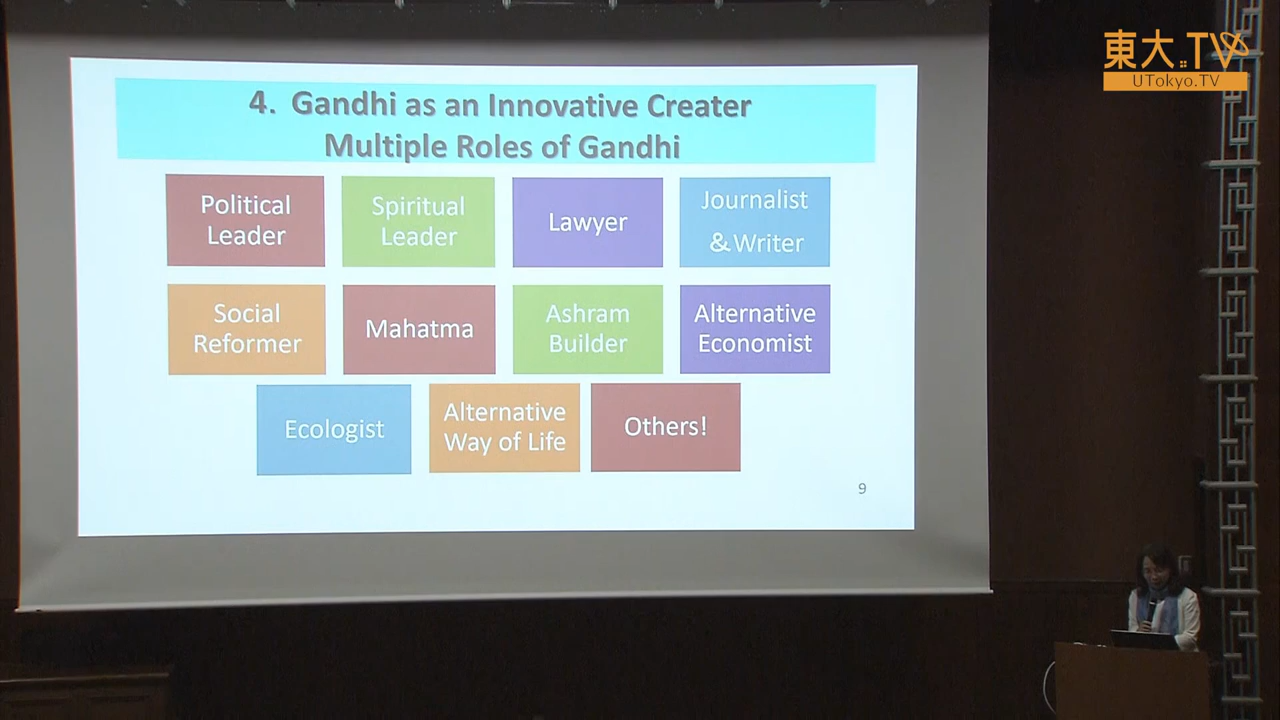 東大.TV
UTokyo.TV
4. Gandhi as an Innovative Creater
Multiple Roles of Gandhi
Political
Leader
Spiritual
Leader
Lawyer
Journalist
&Writer
Social
Reformer
Mahatma
Ashram
Builder
Alternative
Economist
Ecologist
Alternative
Way of Life
Others!
9